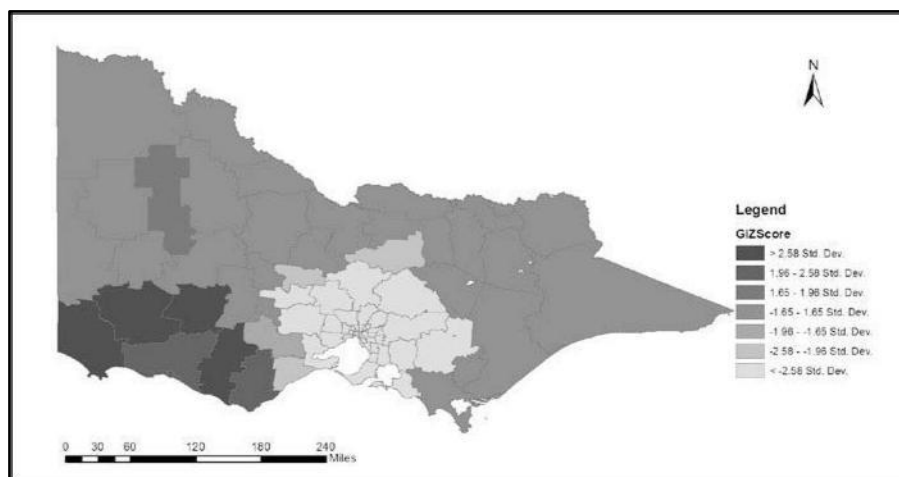 N
Legend
GIZScore
> 2.58 Std. Dev.
1.96 - 2.58 Std. Dev.
1.65 - 1.96 Std. Dev.
-1.65 - 1.65 Std. Dev.
-1.96 - -1.65 Std. Dev.
-2.58 - -1.96 Std. Dev.
< -2.58 Std. Dev.
0 30 60 120 180 240
Miles